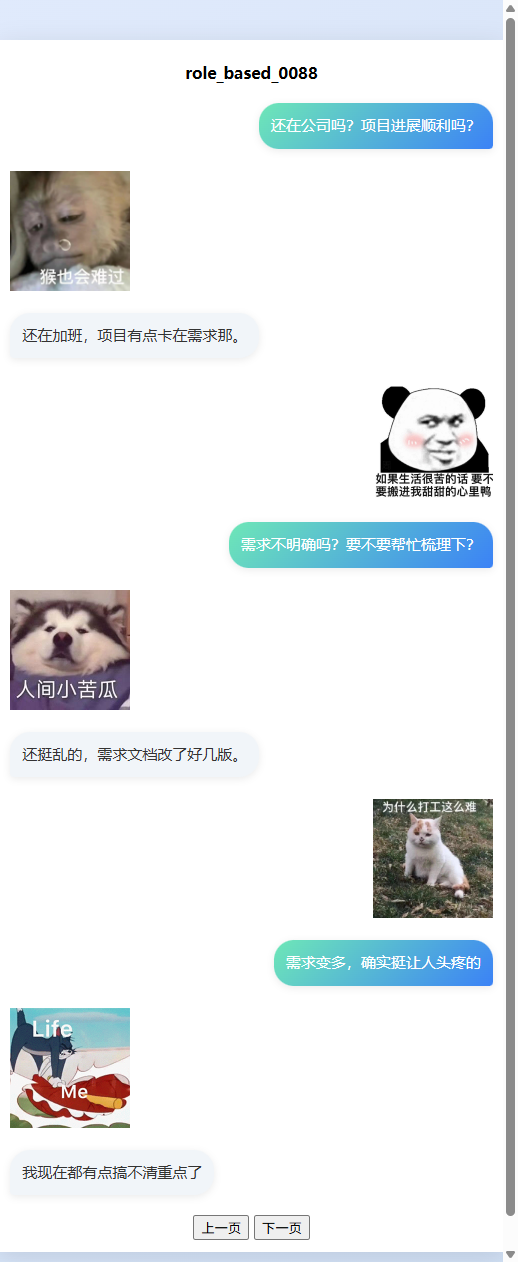 role_based_0088
还在公司吗？项目进展顺利吗？
猴也会难过
还在加班，项目有点卡在需求那。
如果生活很苦的话 要不
要搬进我甜甜的心里鸭
需求不明确吗？要不要帮忙梳理下？
人间小苦瓜
还挺乱的，需求文档改了好几版。
为什么打工这么难
需求变多，确实挺让人头疼的
Life
Me
我现在都有点搞不清重点了
上一页 下一页